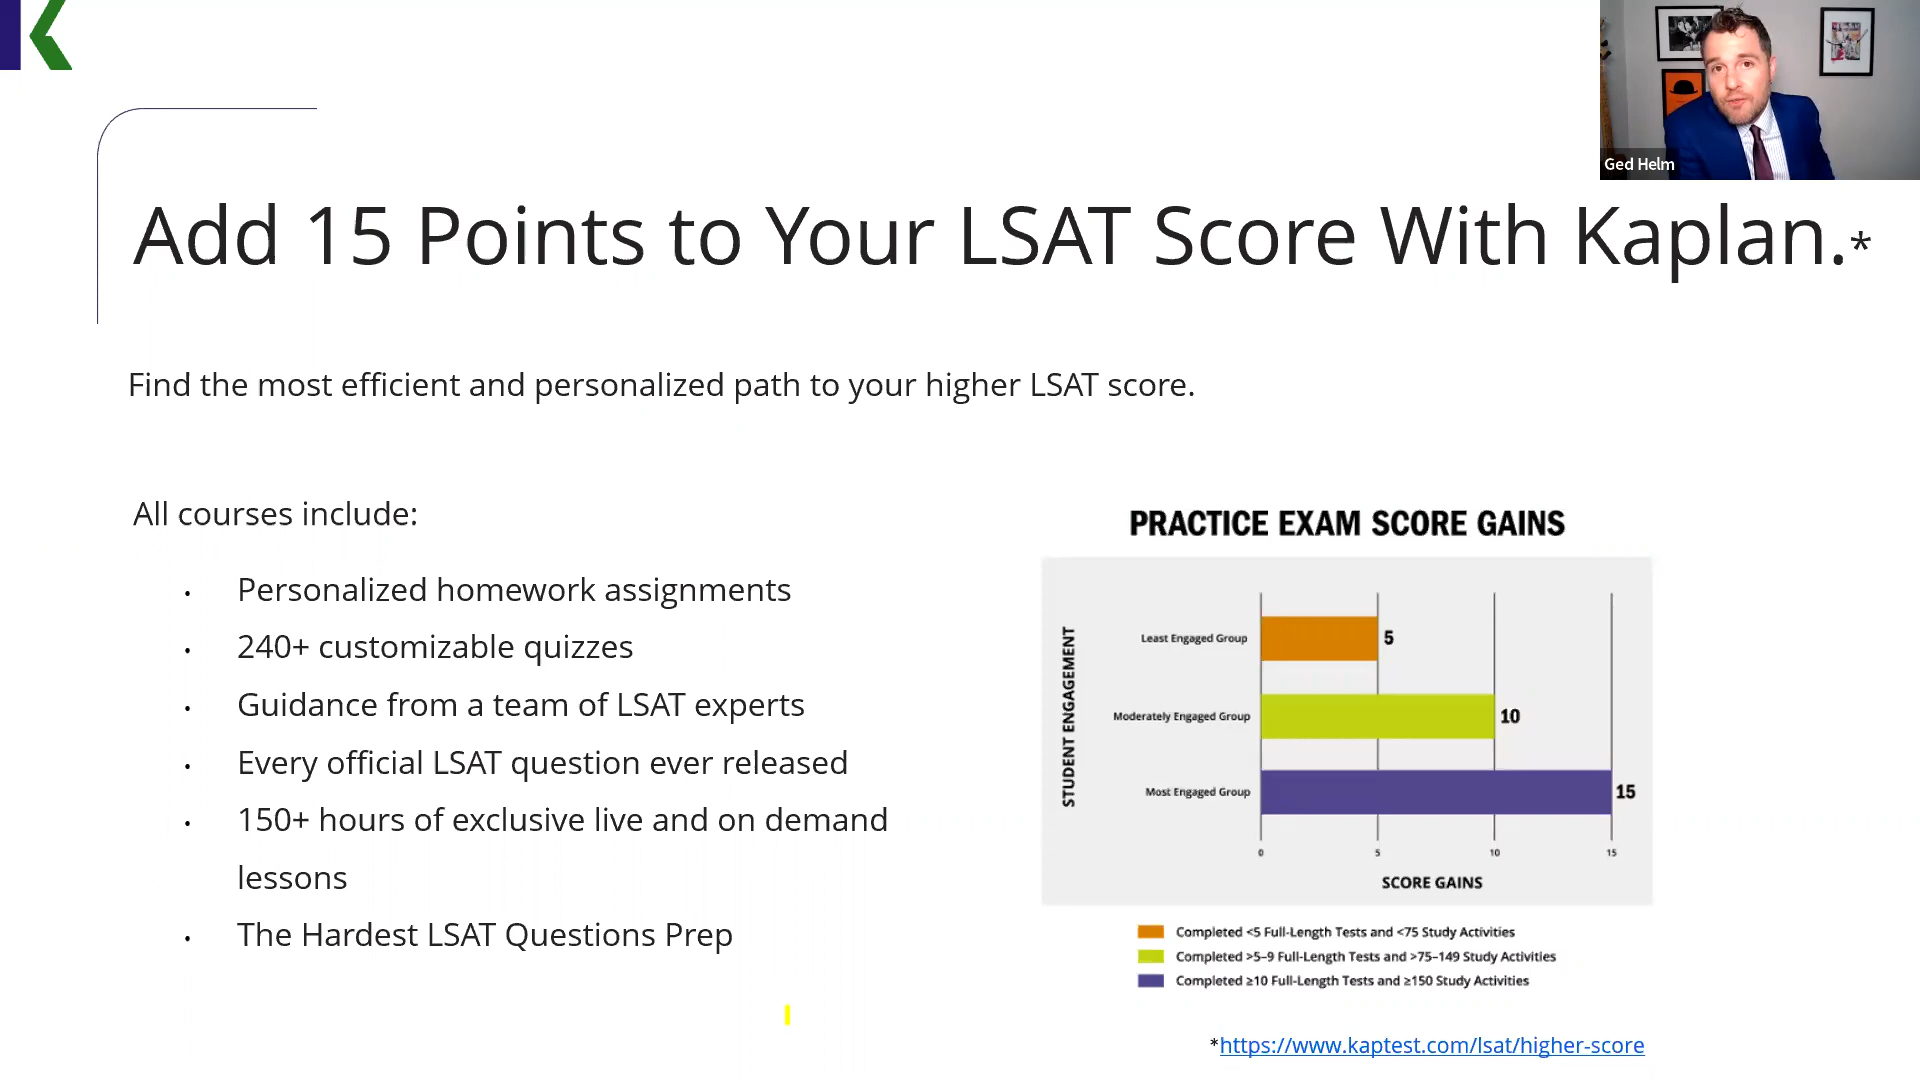 K
Ged Helm
Add 15 Points to Your LSAT Score With Kaplan.*
Find the most efficient and personalized path to your higher LSAT score.
All courses include:
• Personalized homework assignments
• 240+ customizable quizzes
• Guidance from a team of LSAT experts
• Every official LSAT question ever released
• 150+ hours of exclusive live and on demand
lessons
• The Hardest LSAT Questions Prep
PRACTICE EXAM SCORE GAINS
STUDENT ENGAGEMENT
Least Engaged Group 5
Moderately Engaged Group 10
Most Engaged Group 15
0 5 10 15
SCORE GAINS
Completed <5 Full-Length Tests and <75 Study Activities
Completed >5–9 Full-Length Tests and >75–149 Study Activities
Completed ≥10 Full-Length Tests and ≥150 Study Activities
*https://www.kaptest.com/lsat/higher-score